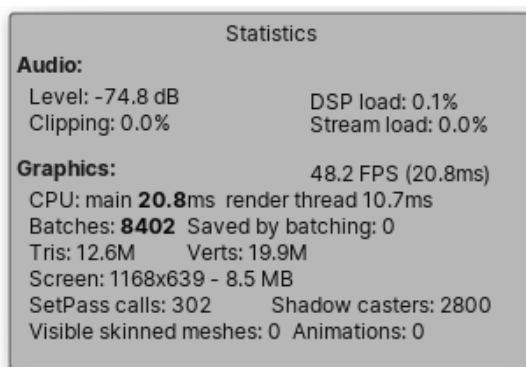 Statistics
Audio:
Level: -74.8 dB DSP load: 0.1%
Clipping: 0.0% Stream load: 0.0%
Graphics: 48.2 FPS (20.8ms)
CPU: main 20.8ms render thread 10.7ms
Batches: 8402 Saved by batching: 0
Tris: 12.6M Verts: 19.9M
Screen: 1168x639 - 8.5 MB
SetPass calls: 302 Shadow casters: 2800
Visible skinned meshes: 0 Animations: 0